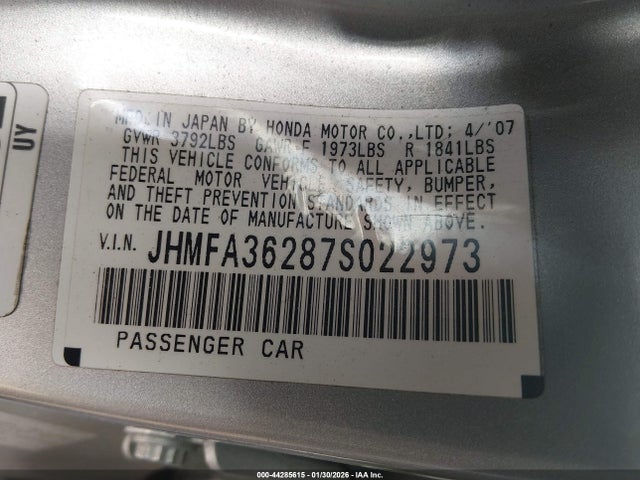 MFD. IN JAPAN BY HONDA MOTOR CO.,LTD; 4/'07
GVWR 3792LBS GAWR F 1973LBS R 1841LBS
THIS VEHICLE CONFORMS TO ALL APPLICABLE
FEDERAL MOTOR VEHICLE SAFETY, BUMPER,
AND THEFT PREVENTION STANDARDS IN EFFECT
ON THE DATE OF MANUFACTURE SHOWN ABOVE.
V.I.N. JHMFA36287S022973
PASSENGER CAR
UY
000-44285615 - 01/30/2026 - IAA Inc.